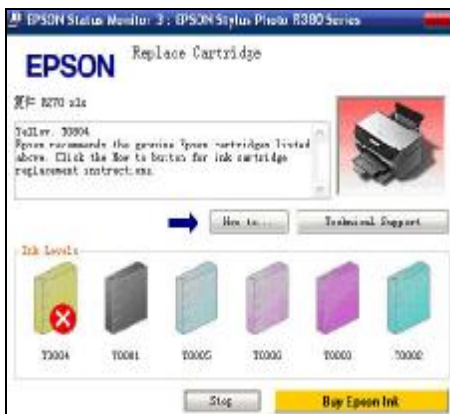 EPSON Status Monitor 3 : EPSON Stylus Photo R380 Series
EPSON
Replace Cartridge
R270 xls
Yellow: T0804
Epson recommends the genuine Epson cartridges listed
above. Click the How to button for ink cartridge
replacement instructions.
How to...
Technical Support
Ink Levels
T0804 T0801 T0805 T0806 T0803 T0802
Stop
Buy Epson Ink